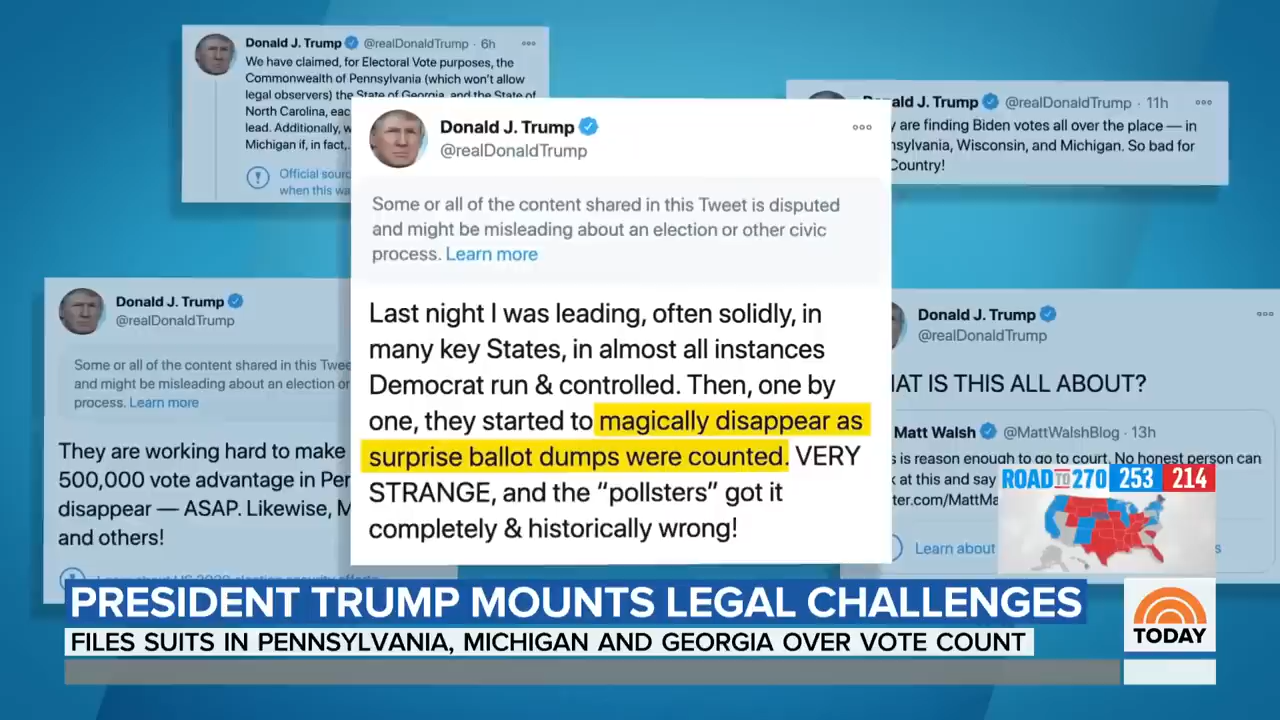 Donald J. Trump @realDonaldTrump · 6h
We have claimed, for Electoral Vote purposes, the
Commonwealth of Pennsylvania (which won't allow
legal observers) the State of Georgia, and the State of
North Carolina, eac
lead. Additionally, w
Michigan if, in fact,..
Official sour
when this wa
ald J. Trump @realDonaldTrump · 11h
y are finding Biden votes all over the place — in
nsylvania, Wisconsin, and Michigan. So bad for
Country!
Donald J. Trump
@realDonaldTrump
Some or all of the content shared in this Tweet is disputed
and might be misleading about an election or other civic
process. Learn more
Last night I was leading, often solidly, in
many key States, in almost all instances
Democrat run & controlled. Then, one by
one, they started to magically disappear as
surprise ballot dumps were counted. VERY
STRANGE, and the “pollsters” got it
completely & historically wrong!
Donald J. Trump
@realDonaldTrump
Some or all of the content shared in this Twee
and might be misleading about an election or
process. Learn more
They are working hard to make
500,000 vote advantage in Pen
disappear — ASAP. Likewise, M
and others!
Donald J. Trump
@realDonaldTrump
AT IS THIS ALL ABOUT?
Matt Walsh @MattWalshBlog · 13h
s is reason enough to go to court. No honest person can
at this and say
ter.com/MattMa
Learn about
s
ROAD TO 270 253 214
PRESIDENT TRUMP MOUNTS LEGAL CHALLENGES
FILES SUITS IN PENNSYLVANIA, MICHIGAN AND GEORGIA OVER VOTE COUNT
TODAY